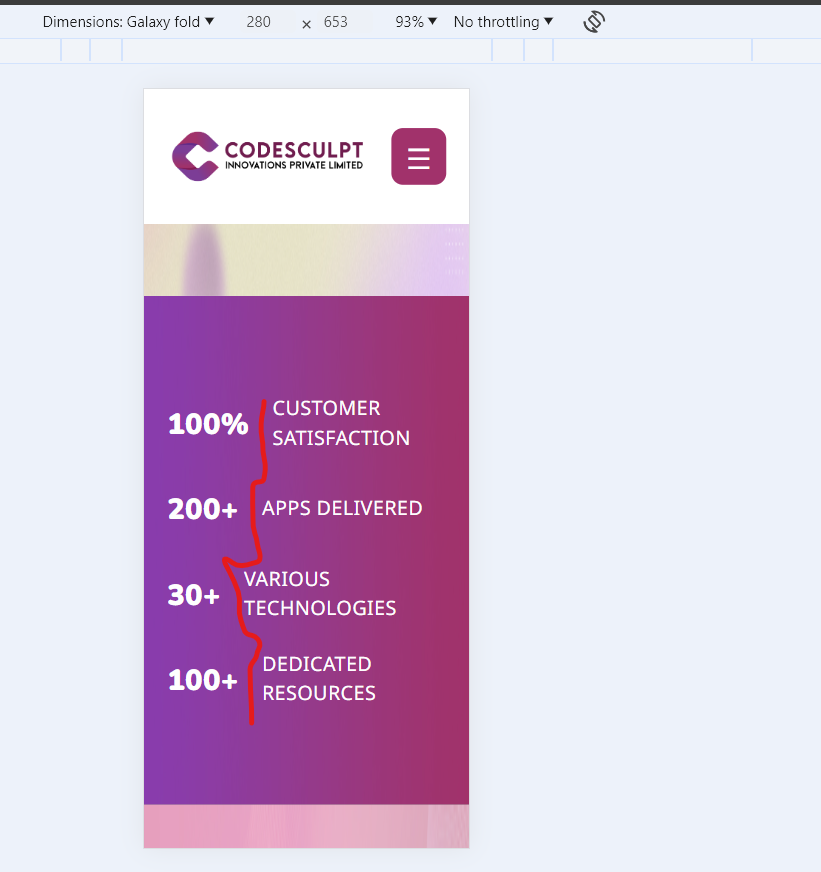 Dimensions: Galaxy fold ▼ 280 × 653 93% ▼ No throttling ▼
CODESCULPT
INNOVATIONS PRIVATE LIMITED
100% CUSTOMER
SATISFACTION
200+ APPS DELIVERED
30+ VARIOUS
TECHNOLOGIES
100+ DEDICATED
RESOURCES